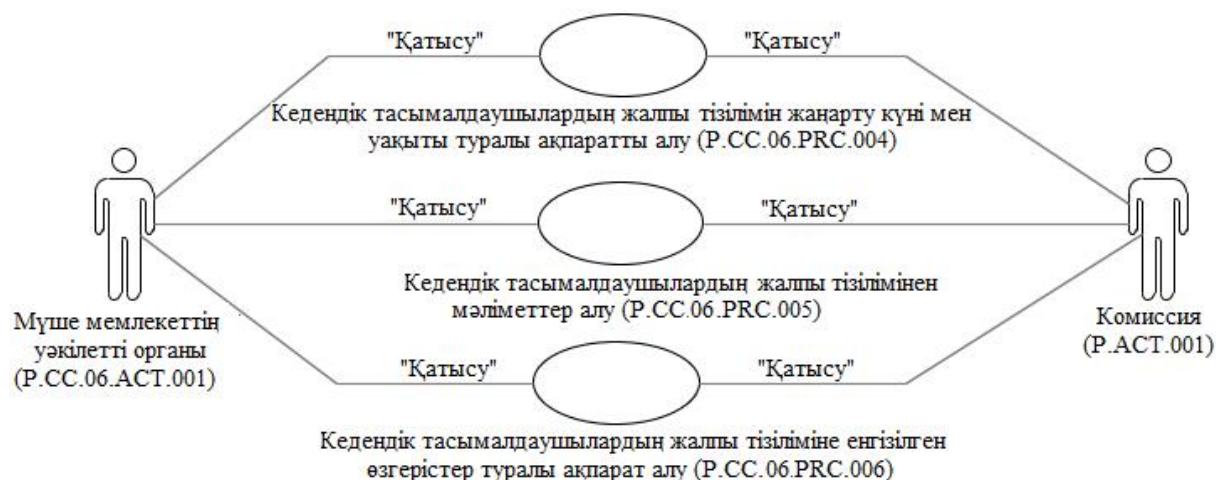 "Қатысу" "Қатысу"
Кедендік тасымалдаушылардың жалпы тізілімін жаңарту күні мен
уақыты туралы ақпаратты алу (P.CC.06.PRC.004)
"Қатысу" "Қатысу"
Кедендік тасымалдаушылардың жалпы тізілімінен
мәліметтер алу (P.CC.06.PRC.005)
Мүше мемлекеттің
уәкілетті органы
(P.CC.06.ACT.001)
Комиссия
(P.ACT.001)
"Қатысу" "Қатысу"
Кедендік тасымалдаушылардың жалпы тізіліміне енгізілген
өзгерістер туралы ақпарат алу (P.CC.06.PRC.006)